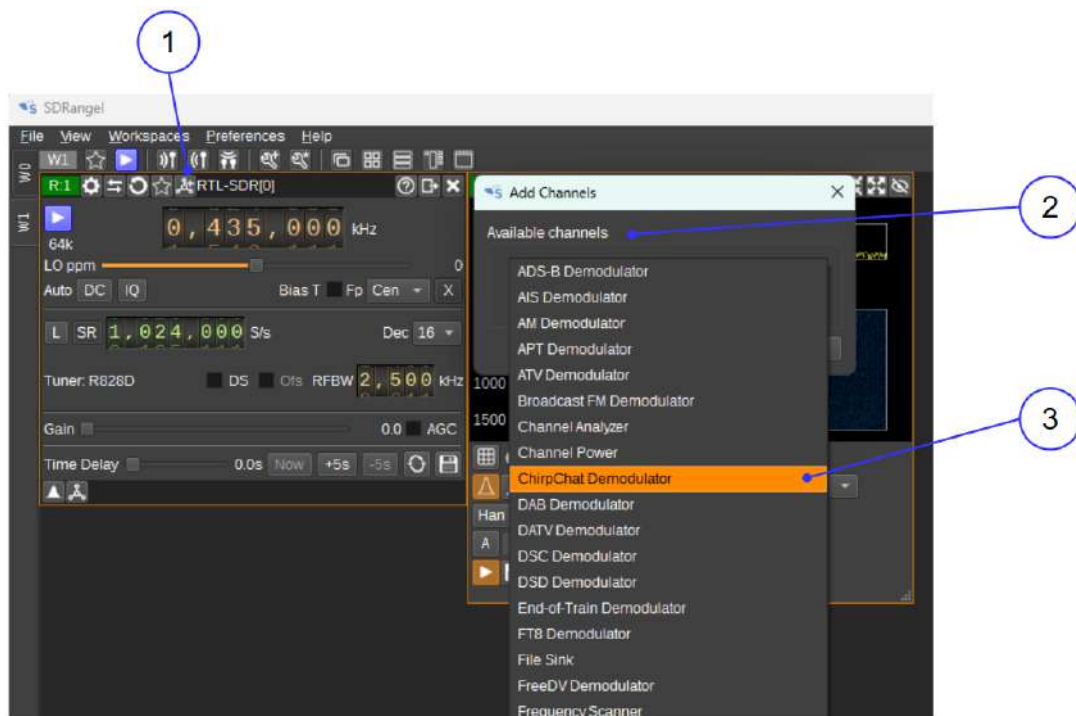 1
SDRangel
File View Workspaces Preferences Help
W0
W1
W1
R:1 RTL-SDR[0]
0,435,000 kHz
64k
LO ppm 0
Auto DC IQ Bias T Fp Cen X
L SR 1,024,000 S/s Dec 16
Tuner: R828D DS Ofs RFBW 2,500 kHz
Gain 0.0 AGC
Time Delay 0.0s Now +5s -5s
Add Channels
2
Available channels
ADS-B Demodulator
AIS Demodulator
AM Demodulator
APT Demodulator
ATV Demodulator
Broadcast FM Demodulator
Channel Analyzer
Channel Power
ChirpChat Demodulator
3
DAB Demodulator
DATV Demodulator
DSC Demodulator
DSD Demodulator
End-of-Train Demodulator
FT8 Demodulator
File Sink
FreeDV Demodulator
Frequency Scanner
1000
1500
Han
A